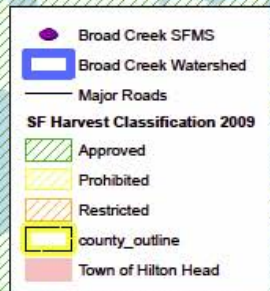 Broad Creek SFMS
Broad Creek Watershed
Major Roads
SF Harvest Classification 2009
Approved
Prohibited
Restricted
county_outline
Town of Hilton Head